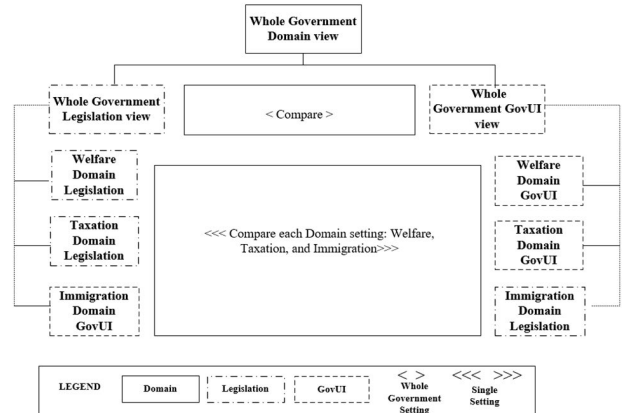 Whole Government
Domain view
Whole Government
Legislation view
< Compare >
Whole
Government GovUI
view
Welfare
Domain
Legislation
Welfare
Domain
GovUI
<<< Compare each Domain setting: Welfare,
Taxation, and Immigration>>>
Taxation
Domain
Legislation
Taxation
Domain
GovUI
Immigration
Domain
GovUI
Immigration
Domain
Legislation
LEGEND
Domain
Legislation
GovUI
< >
Whole
Government
Setting
<<< >>>
Single
Setting